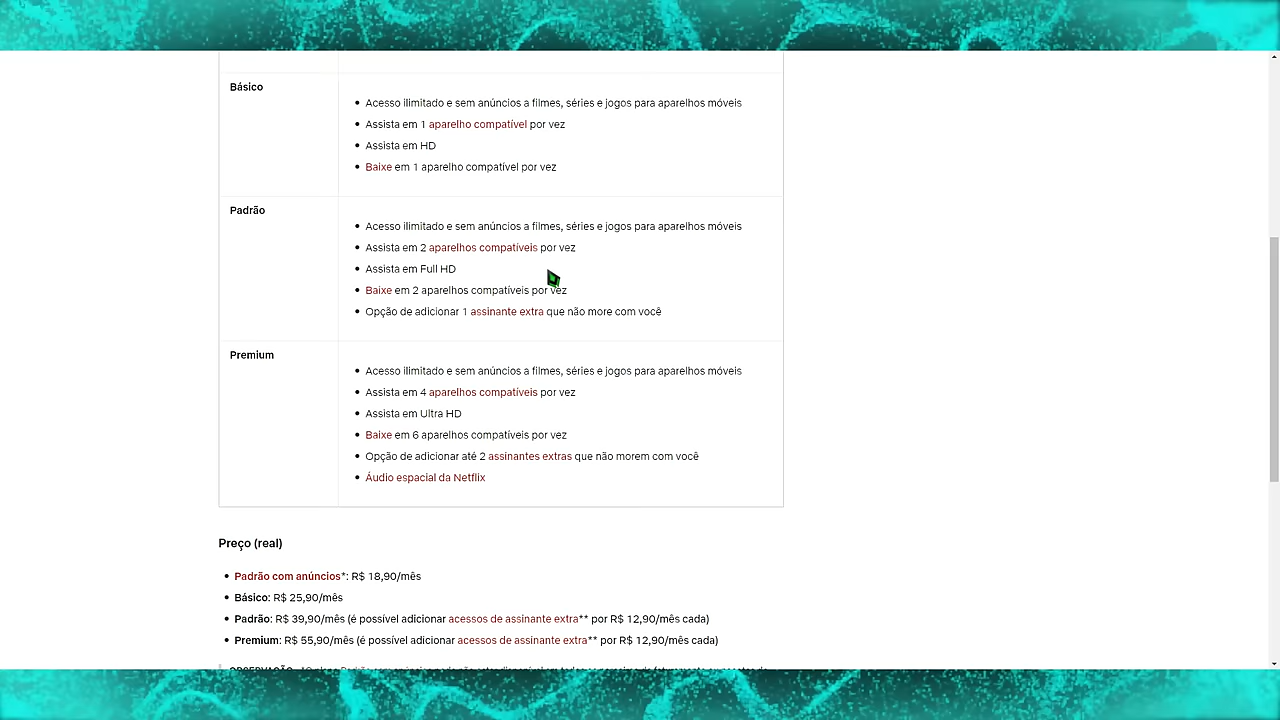 Básico
Acesso ilimitado e sem anúncios a filmes, séries e jogos para aparelhos móveis
Assista em 1 aparelho compatível por vez
Assista em HD
Baixe em 1 aparelho compatível por vez
Padrão
Acesso ilimitado e sem anúncios a filmes, séries e jogos para aparelhos móveis
Assista em 2 aparelhos compatíveis por vez
Assista em Full HD
Baixe em 2 aparelhos compatíveis por vez
Opção de adicionar 1 assinante extra que não more com você
Premium
Acesso ilimitado e sem anúncios a filmes, séries e jogos para aparelhos móveis
Assista em 4 aparelhos compatíveis por vez
Assista em Ultra HD
Baixe em 6 aparelhos compatíveis por vez
Opção de adicionar até 2 assinantes extras que não morem com você
Áudio espacial da Netflix
Preço (real)
Padrão com anúncios*: R$ 18,90/mês
Básico: R$ 25,90/mês
Padrão: R$ 39,90/mês (é possível adicionar acessos de assinante extra** por R$ 12,90/mês cada)
Premium: R$ 55,90/mês (é possível adicionar acessos de assinante extra** por R$ 12,90/mês cada)